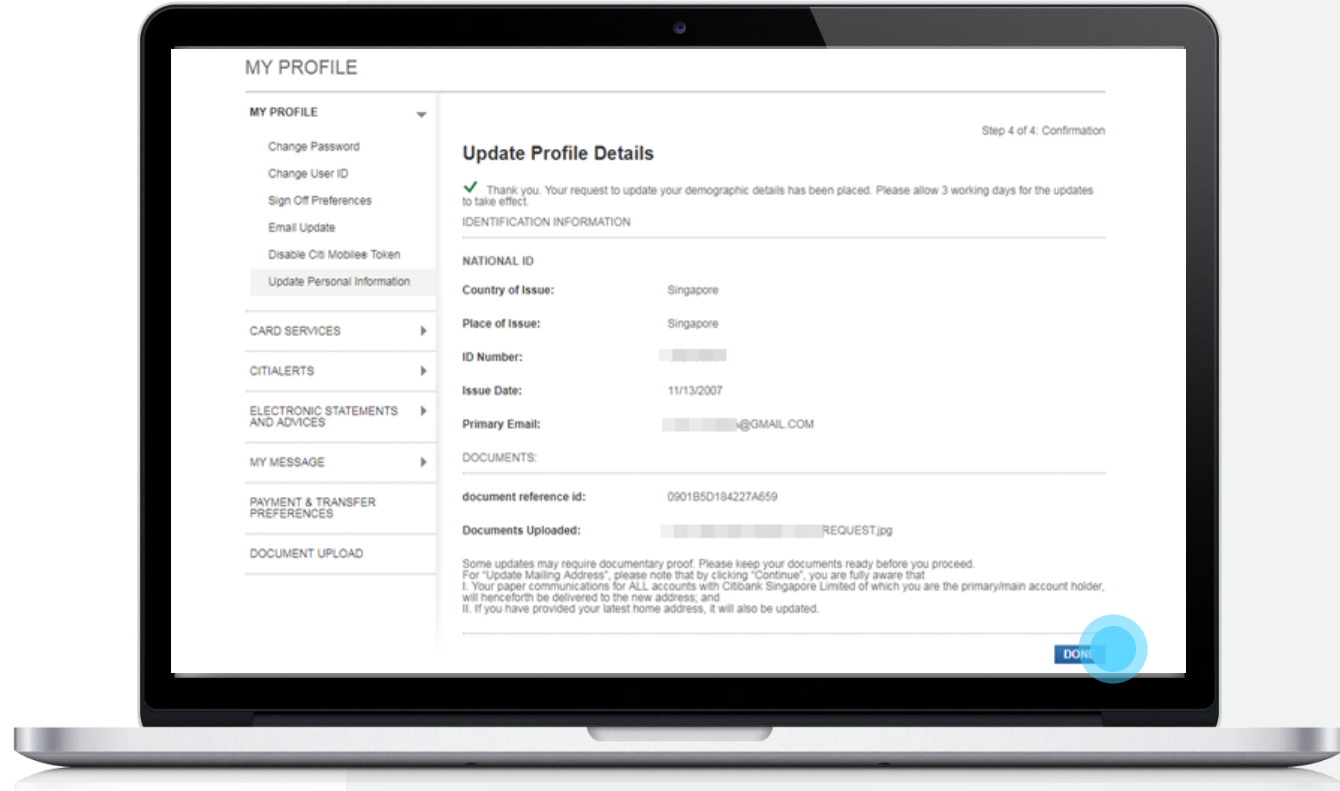 MY PROFILE
MY PROFILE
Change Password
Change User ID
Sign Off Preferences
Email Update
Disable Citi Mobile® Token
Update Personal Information
CARD SERVICES
CITIALERTS
ELECTRONIC STATEMENTS
AND ADVICES
MY MESSAGE
PAYMENT & TRANSFER
PREFERENCES
DOCUMENT UPLOAD
Step 4 of 4: Confirmation
Update Profile Details
Thank you. Your request to update your demographic details has been placed. Please allow 3 working days for the updates
to take effect.
IDENTIFICATION INFORMATION
NATIONAL ID
Country of Issue: Singapore
Place of Issue: Singapore
ID Number:
Issue Date: 11/13/2007
Primary Email: @GMAIL.COM
DOCUMENTS:
document reference id: 0901B5D184227A659
Documents Uploaded: REQUEST.jpg
Some updates may require documentary proof. Please keep your documents ready before you proceed.
For "Update Mailing Address", please note that by clicking "Continue", you are fully aware that
I. Your paper communications for ALL accounts with Citibank Singapore Limited of which you are the primary/main account holder,
will henceforth be delivered to the new address; and
II. If you have provided your latest home address, it will also be updated.
DONE